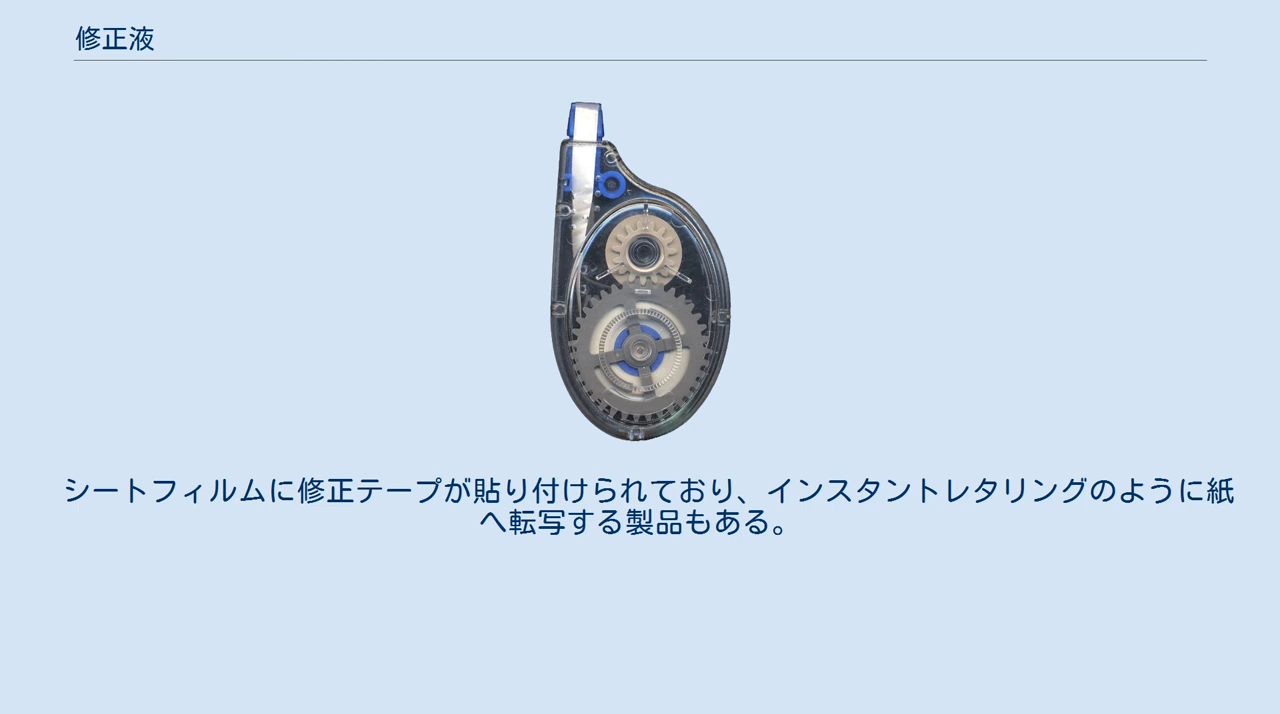 修正液
シートフィルムに修正テープが貼り付けられており、インスタントレタリングのように紙
へ転写する製品もある。